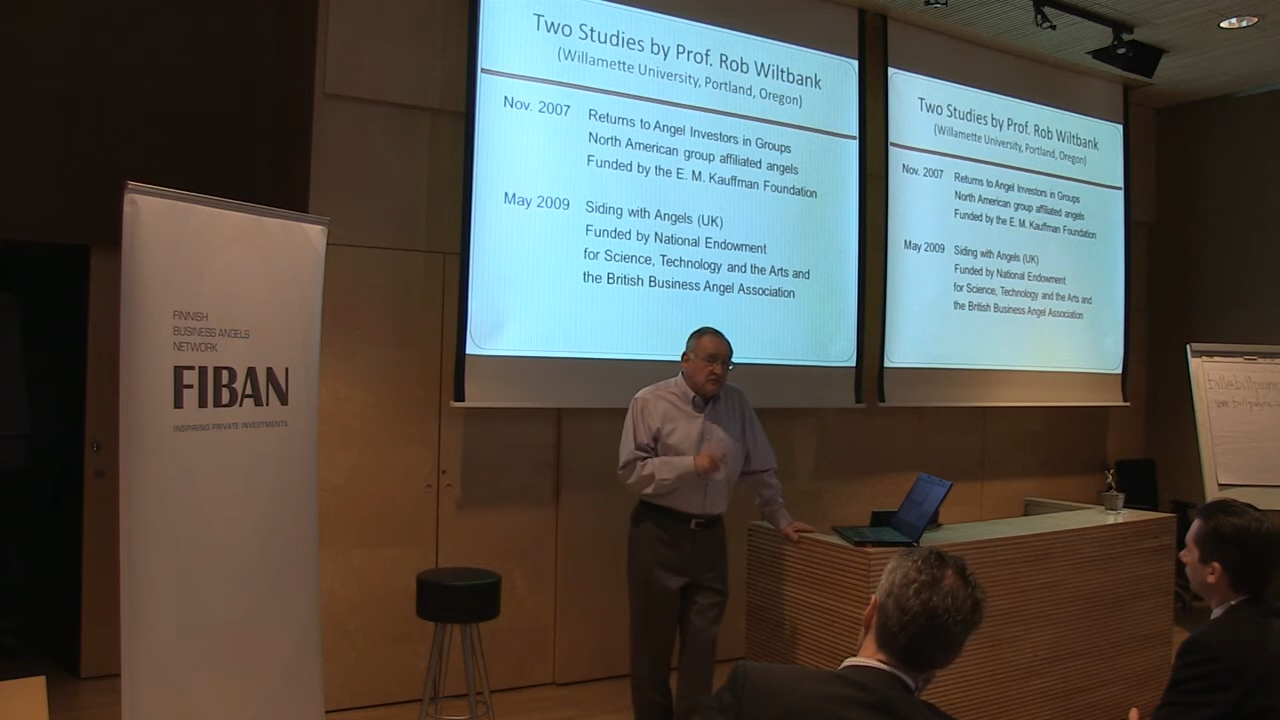 FINNISH
BUSINESS ANGELS
NETWORK
FIBAN
INSPIRING PRIVATE INVESTMENTS
Two Studies by Prof. Rob Wiltbank
(Willamette University, Portland, Oregon)
Nov. 2007 Returns to Angel Investors in Groups
North American group affiliated angels
Funded by the E. M. Kauffman Foundation
May 2009 Siding with Angels (UK)
Funded by National Endowment
for Science, Technology and the Arts and
the British Business Angel Association
Two Studies by Prof. Rob Wiltbank
(Willamette University, Portland, Oregon)
Nov. 2007 Returns to Angel Investors in Groups
North American group affiliated angels
Funded by the E. M. Kauffman Foundation
May 2009 Siding with Angels (UK)
Funded by National Endowment
for Science, Technology and the Arts and
the British Business Angel Association